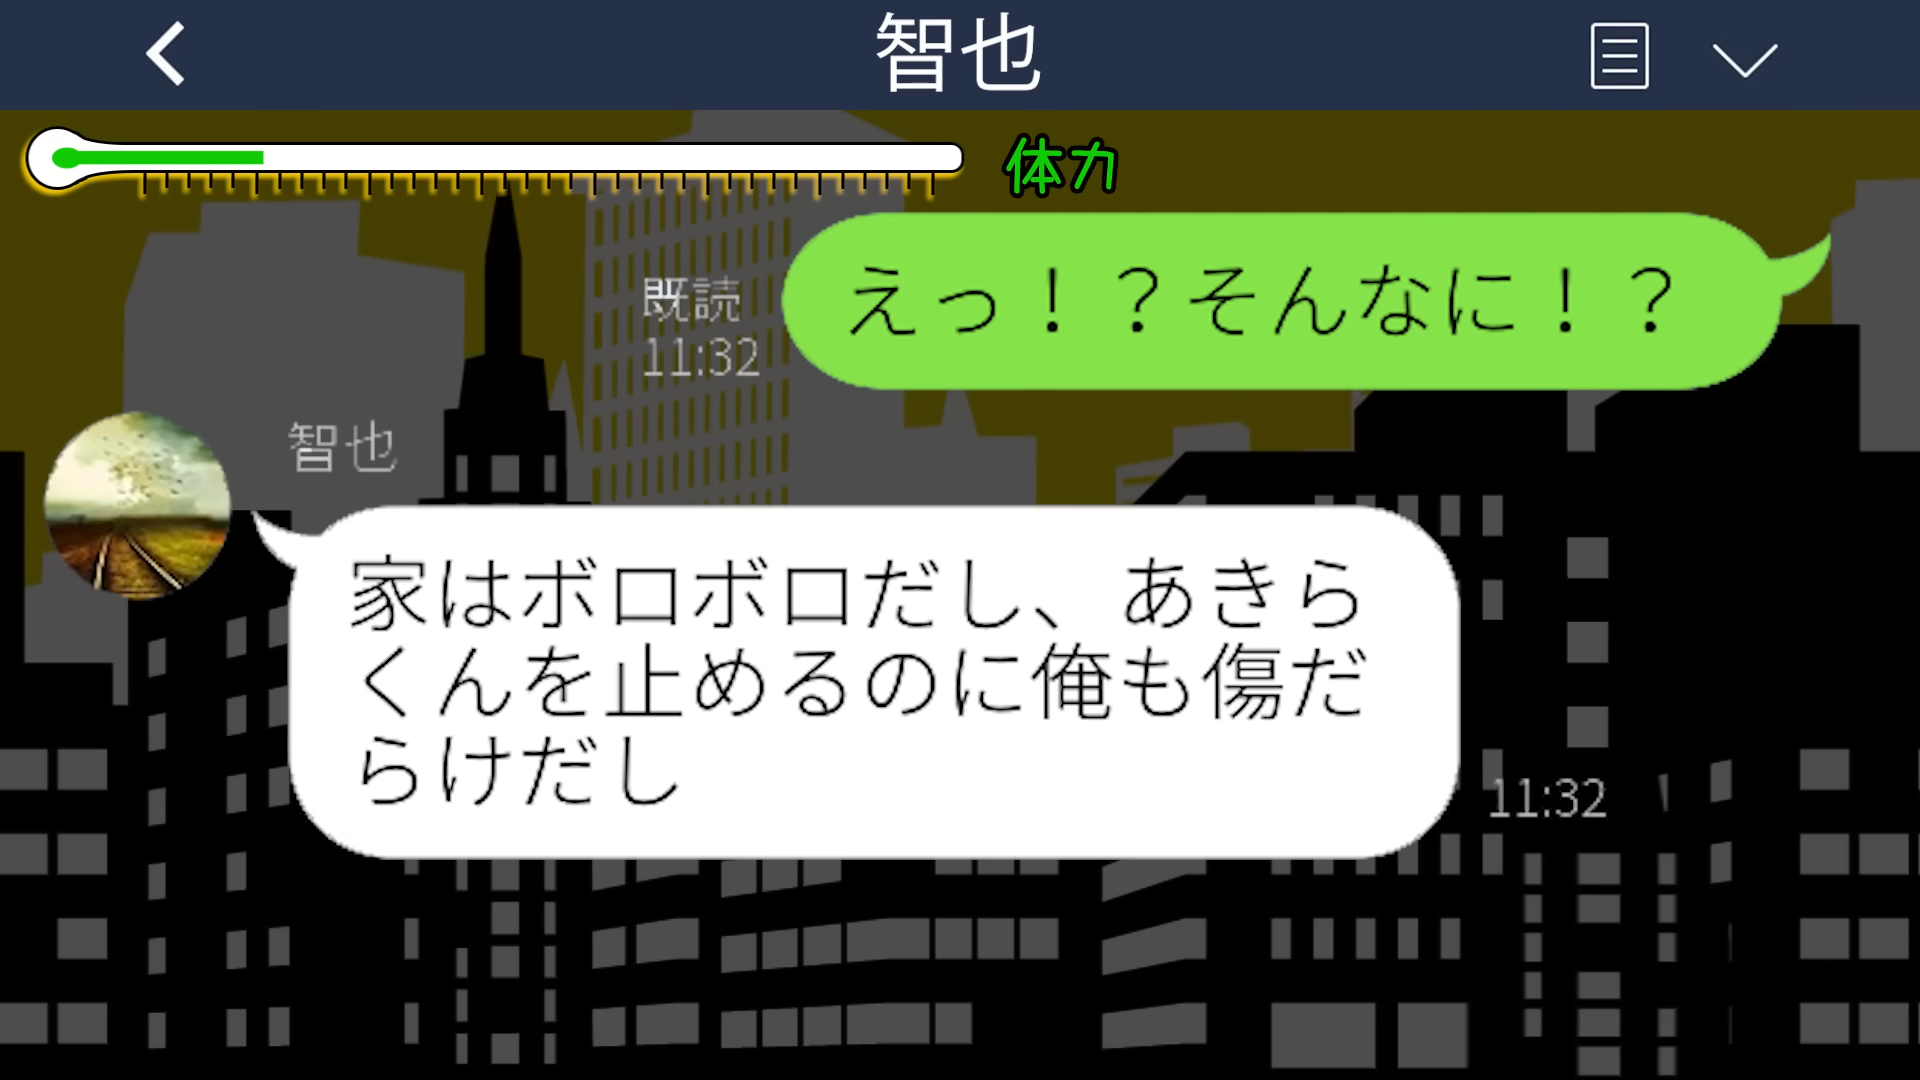 智也
体力
えっ！？そんなに！？
既読
11:32
智也
家はボロボロだし、あきら
くんを止めるのに俺も傷だ
らけだし
11:32